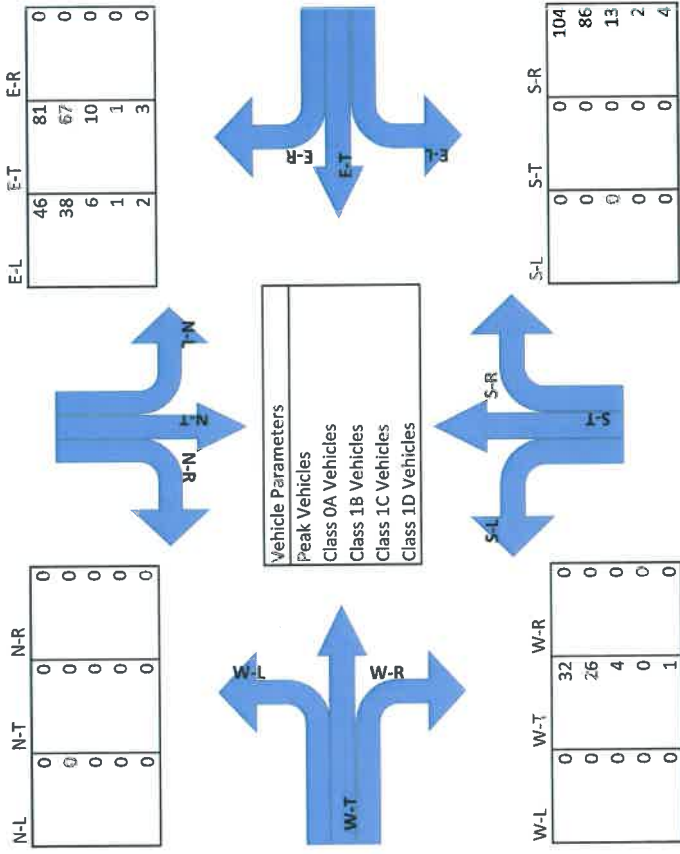 N-L N-T N-R E-L E-T E-R
0 0 0 46 81 0
0 0 0 38 67 0
0 0 0 6 10 0
0 0 0 1 1 0
0 0 0 2 3 0
N-R
N-T
N-L
W-L
W-T
W-R
Vehicle Parameters
Peak Vehicles
Class 0A Vehicles
Class 1B Vehicles
Class 1C Vehicles
Class 1D Vehicles
E-R
E-T
E-L
S-L
S-T
S-R
W-L W-T W-R S-L S-T S-R
0 32 0 0 0 104
0 26 0 0 0 86
0 4 0 0 0 13
0 0 0 0 0 2
0 1 0 0 0 4